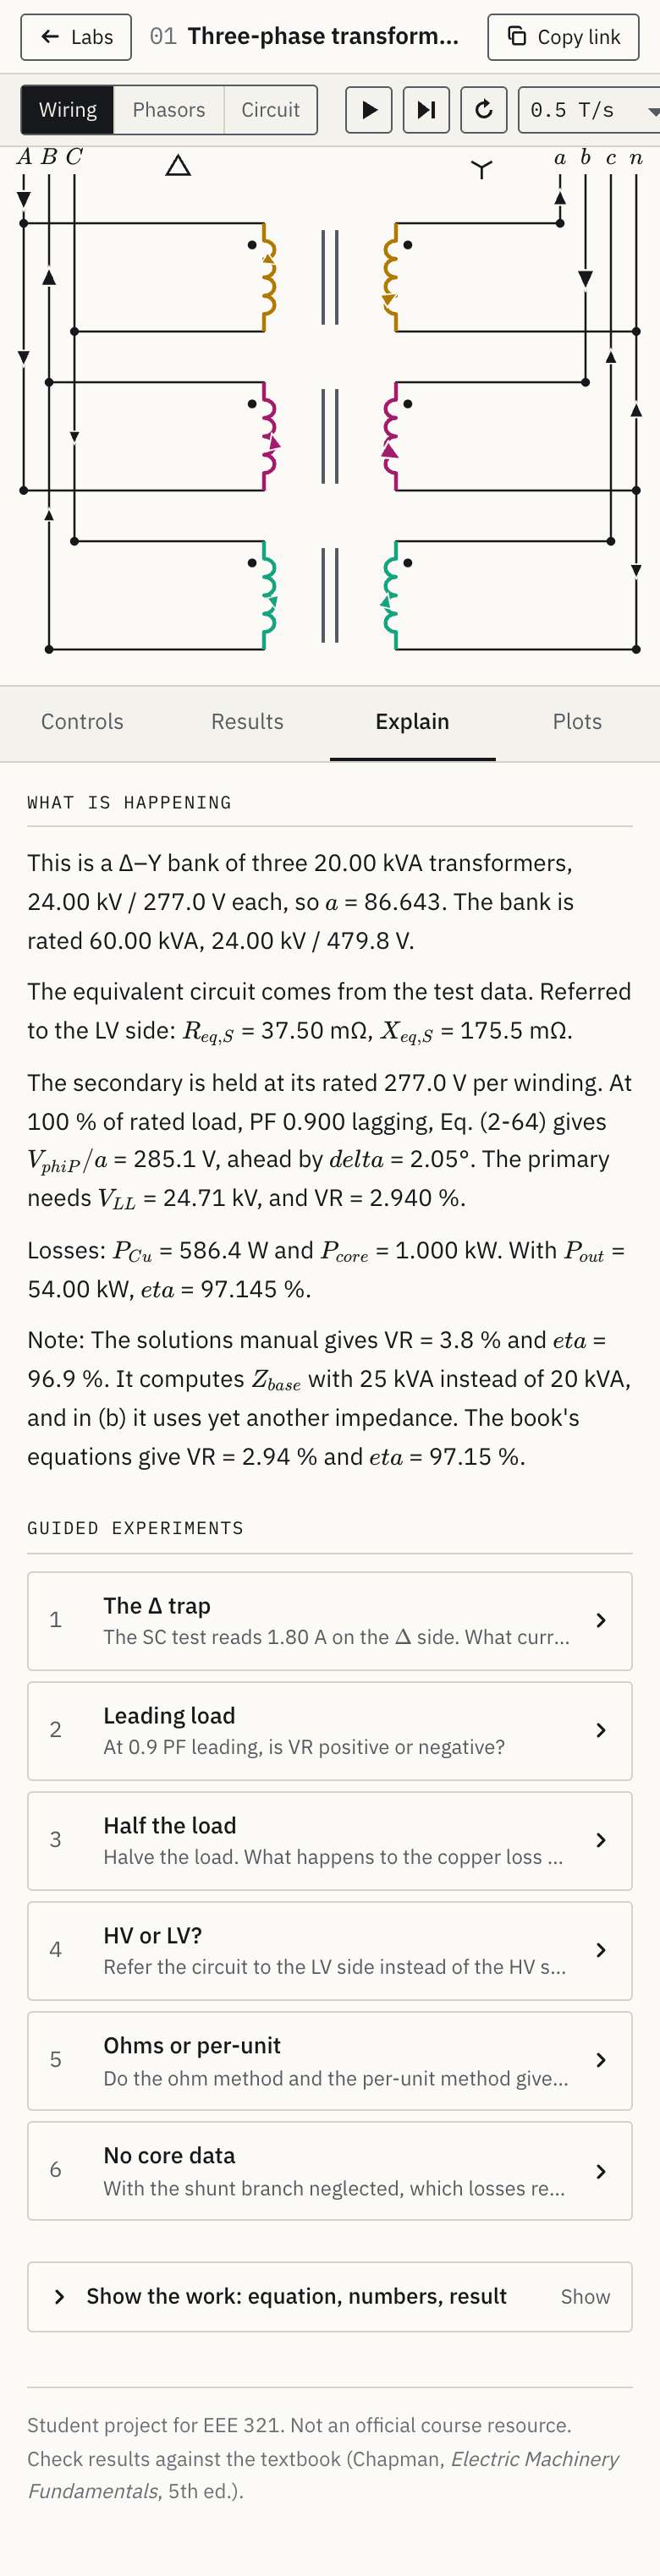 Labs
01 Three-phase transform...
Copy link
Wiring
Phasors
Circuit
0.5 T/s
A B C
a b c n
Controls
Results
Explain
Plots
WHAT IS HAPPENING
This is a Δ–Y bank of three 20.00 kVA transformers,
24.00 kV / 277.0 V each, so a = 86.643. The bank is
rated 60.00 kVA, 24.00 kV / 479.8 V.
The equivalent circuit comes from the test data. Referred
to the LV side: R_eq,S = 37.50 mΩ, X_eq,S = 175.5 mΩ.
The secondary is held at its rated 277.0 V per winding. At
100 % of rated load, PF 0.900 lagging, Eq. (2-64) gives
V_phiP/a = 285.1 V, ahead by delta = 2.05°. The primary
needs V_LL = 24.71 kV, and VR = 2.940 %.
Losses: P_Cu = 586.4 W and P_core = 1.000 kW. With P_out =
54.00 kW, eta = 97.145 %.
Note: The solutions manual gives VR = 3.8 % and eta =
96.9 %. It computes Z_base with 25 kVA instead of 20 kVA,
and in (b) it uses yet another impedance. The book's
equations give VR = 2.94 % and eta = 97.15 %.
GUIDED EXPERIMENTS
1
The Δ trap
The SC test reads 1.80 A on the Δ side. What curr...
2
Leading load
At 0.9 PF leading, is VR positive or negative?
3
Half the load
Halve the load. What happens to the copper loss ...
4
HV or LV?
Refer the circuit to the LV side instead of the HV s...
5
Ohms or per-unit
Do the ohm method and the per-unit method give...
6
No core data
With the shunt branch neglected, which losses re...
Show the work: equation, numbers, result
Show
Student project for EEE 321. Not an official course resource.
Check results against the textbook (Chapman, Electric Machinery
Fundamentals, 5th ed.).